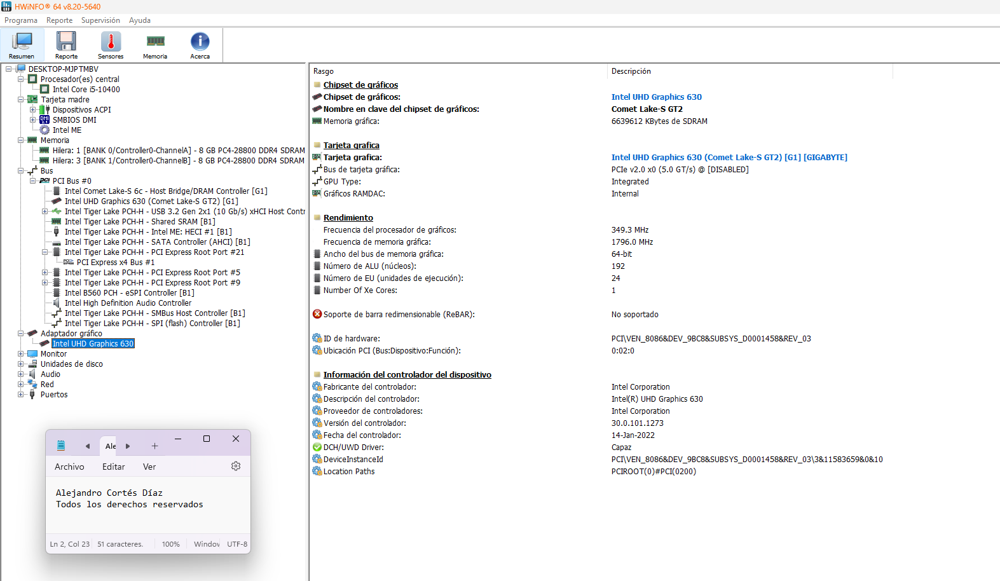 HWiNFO® 64 v8.20-5640
Programa Reporte Supervisión Ayuda
Resumen Reporte Sensores Memoria Acerca
DESKTOP-MJPTMBV
Procesador(es) central
Intel Core i5-10400
Tarjeta madre
Dispositivos ACPI
SMBIOS DMI
Intel ME
Memoria
Hilera: 1 [BANK 0/Controller0-ChannelA] - 8 GB PC4-28800 DDR4 SDRAM
Hilera: 3 [BANK 1/Controller0-ChannelB] - 8 GB PC4-28800 DDR4 SDRAM
Bus
PCI Bus #0
Intel Comet Lake-S 6c - Host Bridge/DRAM Controller [G1]
Intel UHD Graphics 630 (Comet Lake-S GT2) [G1]
Intel Tiger Lake PCH-H - USB 3.2 Gen 2x1 (10 Gb/s) xHCI Host Contr
Intel Tiger Lake PCH-H - Shared SRAM [B1]
Intel Tiger Lake PCH-H - Intel ME: HECI #1 [B1]
Intel Tiger Lake PCH-H - SATA Controller (AHCI) [B1]
Intel Tiger Lake PCH-H - PCI Express Root Port #21
PCI Express x4 Bus #1
Intel Tiger Lake PCH-H - PCI Express Root Port #5
Intel Tiger Lake PCH-H - PCI Express Root Port #9
Intel B560 PCH - eSPI Controller [B1]
Intel High Definition Audio Controller
Intel Tiger Lake PCH-H - SMBus Host Controller [B1]
Intel Tiger Lake PCH-H - SPI (flash) Controller [B1]
Adaptador gráfico
Intel UHD Graphics 630
Monitor
Unidades de disco
Audio
Red
Puertos
Rasgo Descripción
Chipset de gráficos
Chipset de gráficos: Intel UHD Graphics 630
Nombre en clave del chipset de gráficos: Comet Lake-S GT2
Memoria gráfica: 6639612 KBytes de SDRAM
Tarjeta grafica
Tarjeta grafica: Intel UHD Graphics 630 (Comet Lake-S GT2) [G1] [GIGABYTE]
Bus de tarjeta gráfica: PCIe v2.0 x0 (5.0 GT/s) @ [DISABLED]
GPU Type: Integrated
Gráficos RAMDAC: Internal
Rendimiento
Frecuencia del procesador de gráficos: 349.3 MHz
Frecuencia de memoria gráfica: 1796.0 MHz
Ancho del bus de memoria gráfica: 64-bit
Número de ALU (núcleos): 192
Número de EU (unidades de ejecución): 24
Number Of Xe Cores: 1
Soporte de barra redimensionable (ReBAR): No soportado
ID de hardware: PCI\VEN_8086&DEV_9BC8&SUBSYS_D0001458&REV_03
Ubicación PCI (Bus:Dispositivo:Función): 0:02:0
Información del controlador del dispositivo
Fabricante del controlador: Intel Corporation
Descripción del controlador: Intel(R) UHD Graphics 630
Proveedor de controladores: Intel Corporation
Versión del controlador: 30.0.101.1273
Fecha del controlador: 14-Jan-2022
DCH/UWD Driver: Capaz
DeviceInstanceId PCI\VEN_8086&DEV_9BC8&SUBSYS_D0001458&REV_03\3&11583659&0&10
Location Paths PCIROOT(0)#PCI(0200)
Ale
Archivo Editar Ver
Alejandro Cortés Díaz
Todos los derechos reservados
Ln 2, Col 23 51 caracteres. 100% Window UTF-8